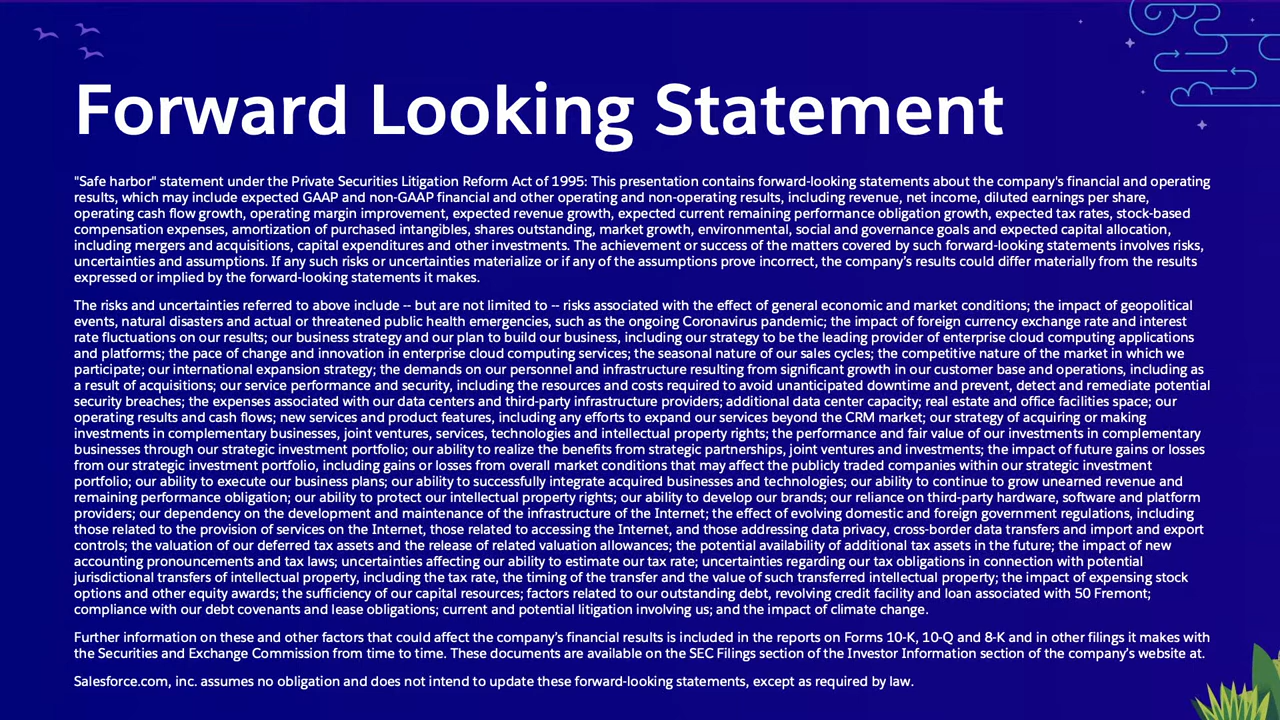 Forward Looking Statement
"Safe harbor" statement under the Private Securities Litigation Reform Act of 1995: This presentation contains forward-looking statements about the company's financial and operating
results, which may include expected GAAP and non-GAAP financial and other operating and non-operating results, including revenue, net income, diluted earnings per share,
operating cash flow growth, operating margin improvement, expected revenue growth, expected current remaining performance obligation growth, expected tax rates, stock-based
compensation expenses, amortization of purchased intangibles, shares outstanding, market growth, environmental, social and governance goals and expected capital allocation,
including mergers and acquisitions, capital expenditures and other investments. The achievement or success of the matters covered by such forward-looking statements involves risks,
uncertainties and assumptions. If any such risks or uncertainties materialize or if any of the assumptions prove incorrect, the company’s results could differ materially from the results
expressed or implied by the forward-looking statements it makes.
The risks and uncertainties referred to above include -- but are not limited to -- risks associated with the effect of general economic and market conditions; the impact of geopolitical
events, natural disasters and actual or threatened public health emergencies, such as the ongoing Coronavirus pandemic; the impact of foreign currency exchange rate and interest
rate fluctuations on our results; our business strategy and our plan to build our business, including our strategy to be the leading provider of enterprise cloud computing applications
and platforms; the pace of change and innovation in enterprise cloud computing services; the seasonal nature of our sales cycles; the competitive nature of the market in which we
participate; our international expansion strategy; the demands on our personnel and infrastructure resulting from significant growth in our customer base and operations, including as
a result of acquisitions; our service performance and security, including the resources and costs required to avoid unanticipated downtime and prevent, detect and remediate potential
security breaches; the expenses associated with our data centers and third-party infrastructure providers; additional data center capacity; real estate and office facilities space; our
operating results and cash flows; new services and product features, including any efforts to expand our services beyond the CRM market; our strategy of acquiring or making
investments in complementary businesses, joint ventures, services, technologies and intellectual property rights; the performance and fair value of our investments in complementary
businesses through our strategic investment portfolio; our ability to realize the benefits from strategic partnerships, joint ventures and investments; the impact of future gains or losses
from our strategic investment portfolio, including gains or losses from overall market conditions that may affect the publicly traded companies within our strategic investment
portfolio; our ability to execute our business plans; our ability to successfully integrate acquired businesses and technologies; our ability to continue to grow unearned revenue and
remaining performance obligation; our ability to protect our intellectual property rights; our ability to develop our brands; our reliance on third-party hardware, software and platform
providers; our dependency on the development and maintenance of the infrastructure of the Internet; the effect of evolving domestic and foreign government regulations, including
those related to the provision of services on the Internet, those related to accessing the Internet, and those addressing data privacy, cross-border data transfers and import and export
controls; the valuation of our deferred tax assets and the release of related valuation allowances; the potential availability of additional tax assets in the future; the impact of new
accounting pronouncements and tax laws; uncertainties affecting our ability to estimate our tax rate; uncertainties regarding our tax obligations in connection with potential
jurisdictional transfers of intellectual property, including the tax rate, the timing of the transfer and the value of such transferred intellectual property; the impact of expensing stock
options and other equity awards; the sufficiency of our capital resources; factors related to our outstanding debt, revolving credit facility and loan associated with 50 Fremont;
compliance with our debt covenants and lease obligations; current and potential litigation involving us; and the impact of climate change.
Further information on these and other factors that could affect the company’s financial results is included in the reports on Forms 10-K, 10-Q and 8-K and in other filings it makes with
the Securities and Exchange Commission from time to time. These documents are available on the SEC Filings section of the Investor Information section of the company’s website at.
Salesforce.com, inc. assumes no obligation and does not intend to update these forward-looking statements, except as required by law.